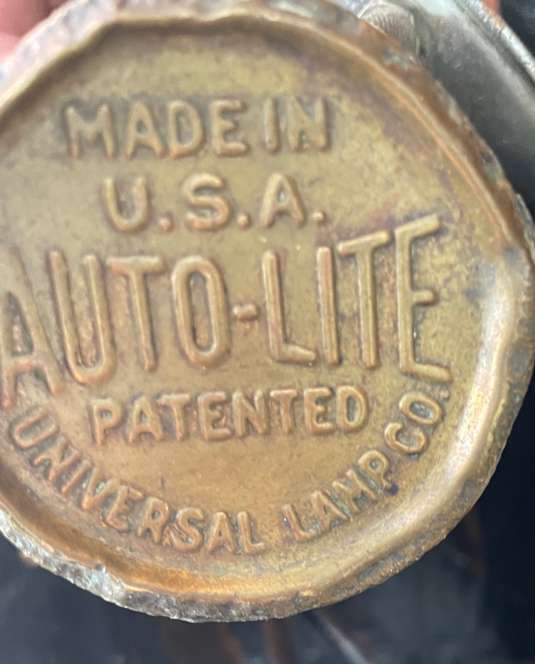 MADE IN
U.S.A.
AUTO-LITE
PATENTED
UNIVERSAL LAMP CO.